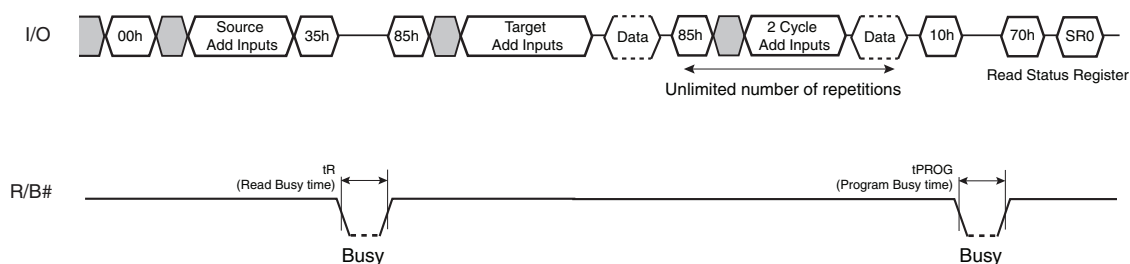 I/O
00h
Source
Add Inputs
35h
85h
Target
Add Inputs
Data
85h
2 Cycle
Add Inputs
Data
10h
70h
SR0
Unlimited number of repetitions
Read Status Register
R/B#
tR
(Read Busy time)
Busy
tPROG
(Program Busy time)
Busy